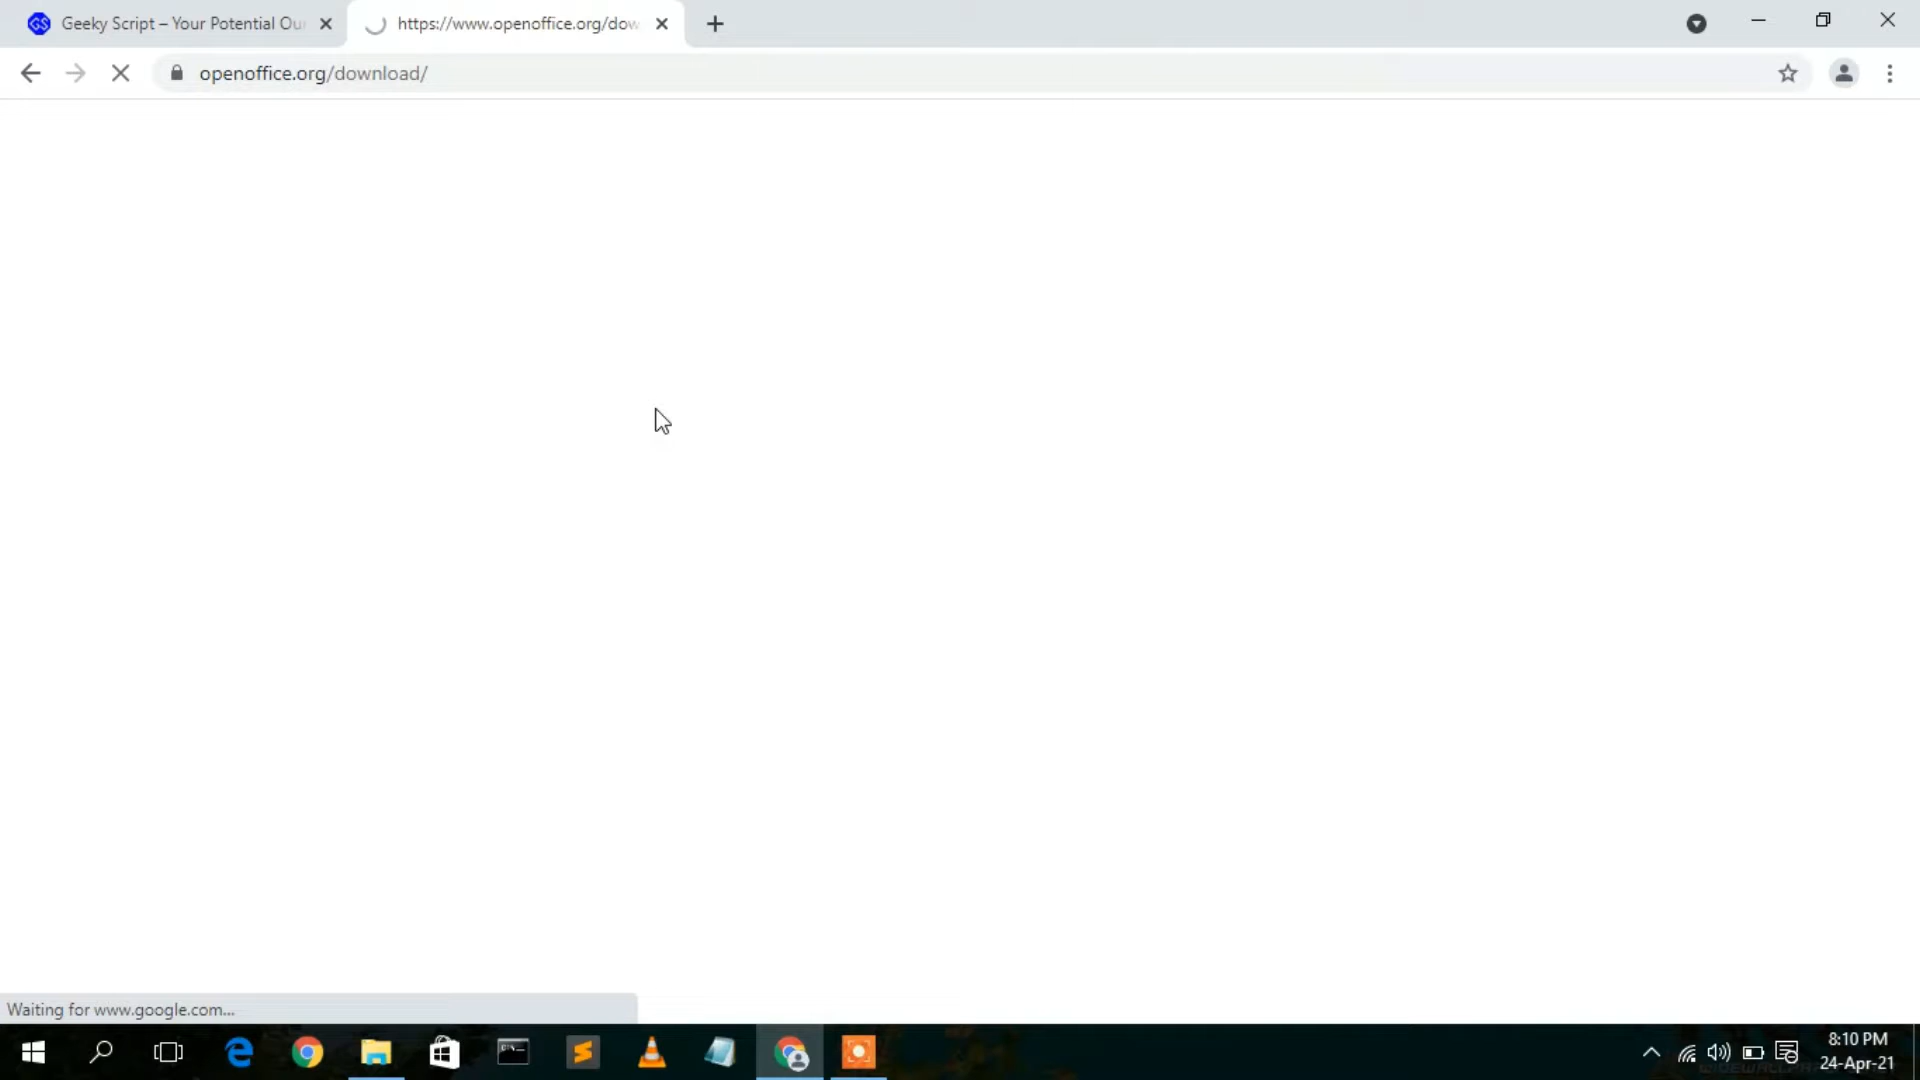 GS Geeky Script – Your Potential Ou
https://www.openoffice.org/dow
openoffice.org/download/
Waiting for www.google.com...
8:10 PM
24-Apr-21